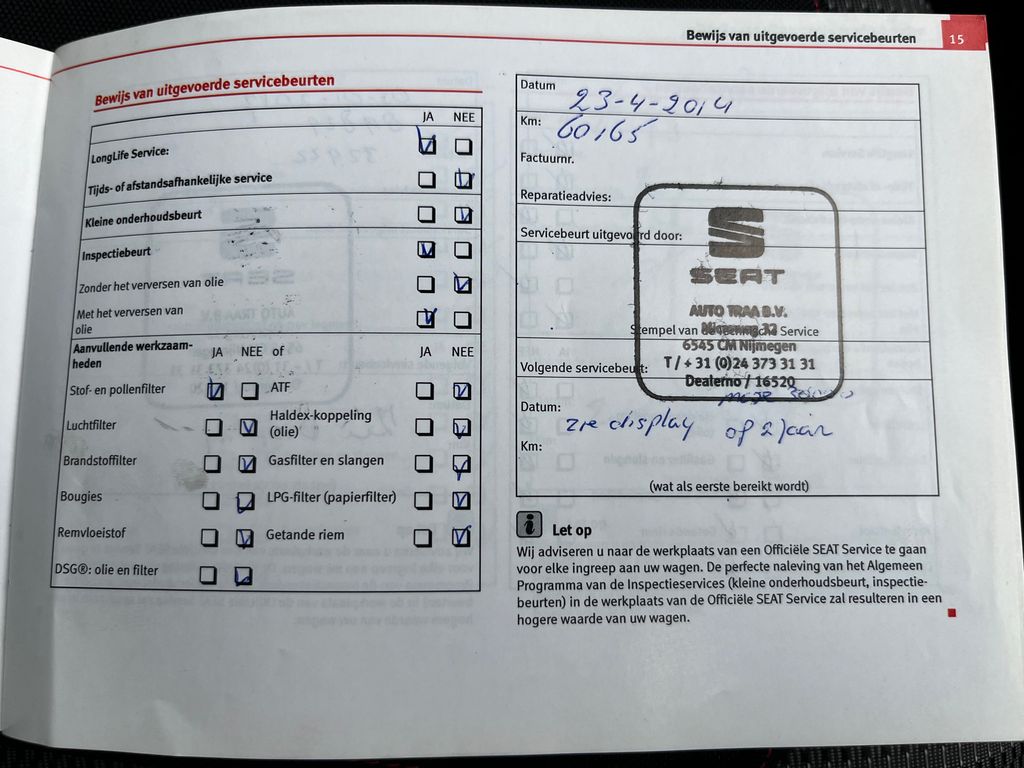 Bewijs van uitgevoerde servicebeurten 15
Bewijs van uitgevoerde servicebeurten
JA NEE
LongLife Service:
Tijds- of afstandsafhankelijke service
Kleine onderhoudsbeurt
Inspectiebeurt
Zonder het verversen van olie
Met het verversen van
olie
Aanvullende werkzaam-
heden
JA NEE of JA NEE
Stof- en pollenfilter ATF
Luchtfilter Haldex-koppeling
(olie)
Brandstoffilter Gasfilter en slangen
Bougies LPG-filter (papierfilter)
Remvloeistof Getande riem
DSG®: olie en filter
Datum 23-4-2014
Km: 60165
Factuurnr.
Reparatieadvies:
Servicebeurt uitgevoerd door:
SEAT
AUTO TRAA B.V.
Stempel van de Service
6545 CM Nijmegen
T / + 31 (0)24 373 31 31
Dealerno / 16520
Volgende servicebeurt:
Datum:
zie display of 2 jaar
Km:
(wat als eerste bereikt wordt)
Let op
Wij adviseren u naar de werkplaats van een Officiële SEAT Service te gaan
voor elke ingreep aan uw wagen. De perfecte naleving van het Algemeen
Programma van de Inspectieservices (kleine onderhoudsbeurt, inspectie-
beurten) in de werkplaats van de Officiële SEAT Service zal resulteren in een
hogere waarde van uw wagen.